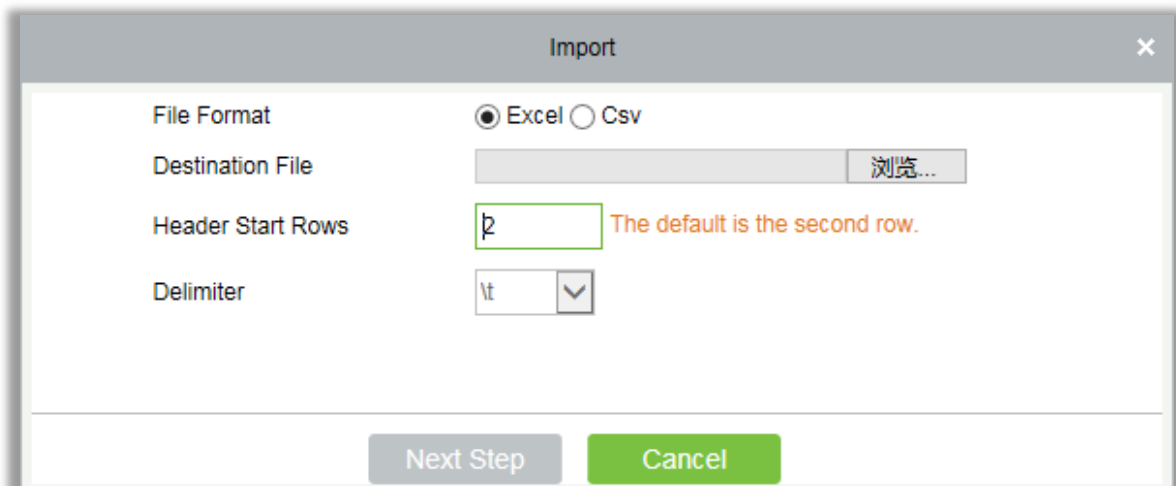 Import ×
File Format Excel Csv
Destination File 浏览...
Header Start Rows 2 The default is the second row.
Delimiter \t
Next Step Cancel